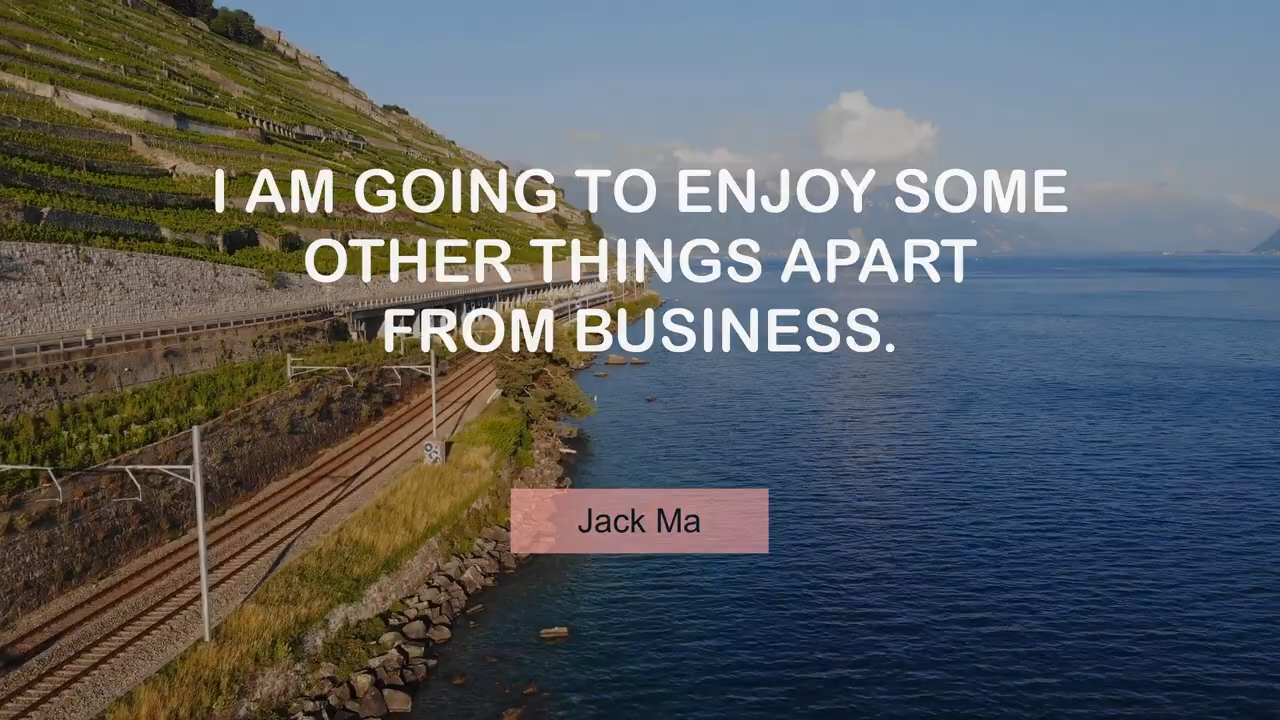 I AM GOING TO ENJOY SOME
OTHER THINGS APART
FROM BUSINESS.
Jack Ma